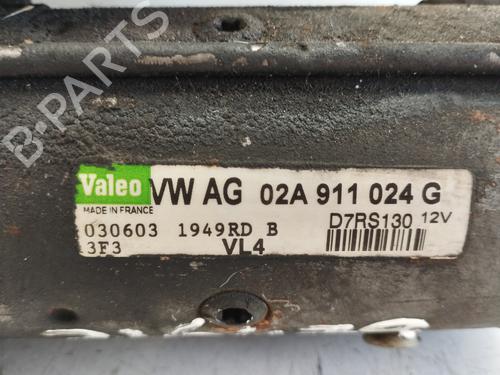 Valeo VW AG 02A 911 024 G
MADE IN FRANCE
D7RS130 12V
030603 1949RD B
3F3 VL4
B-PARTS